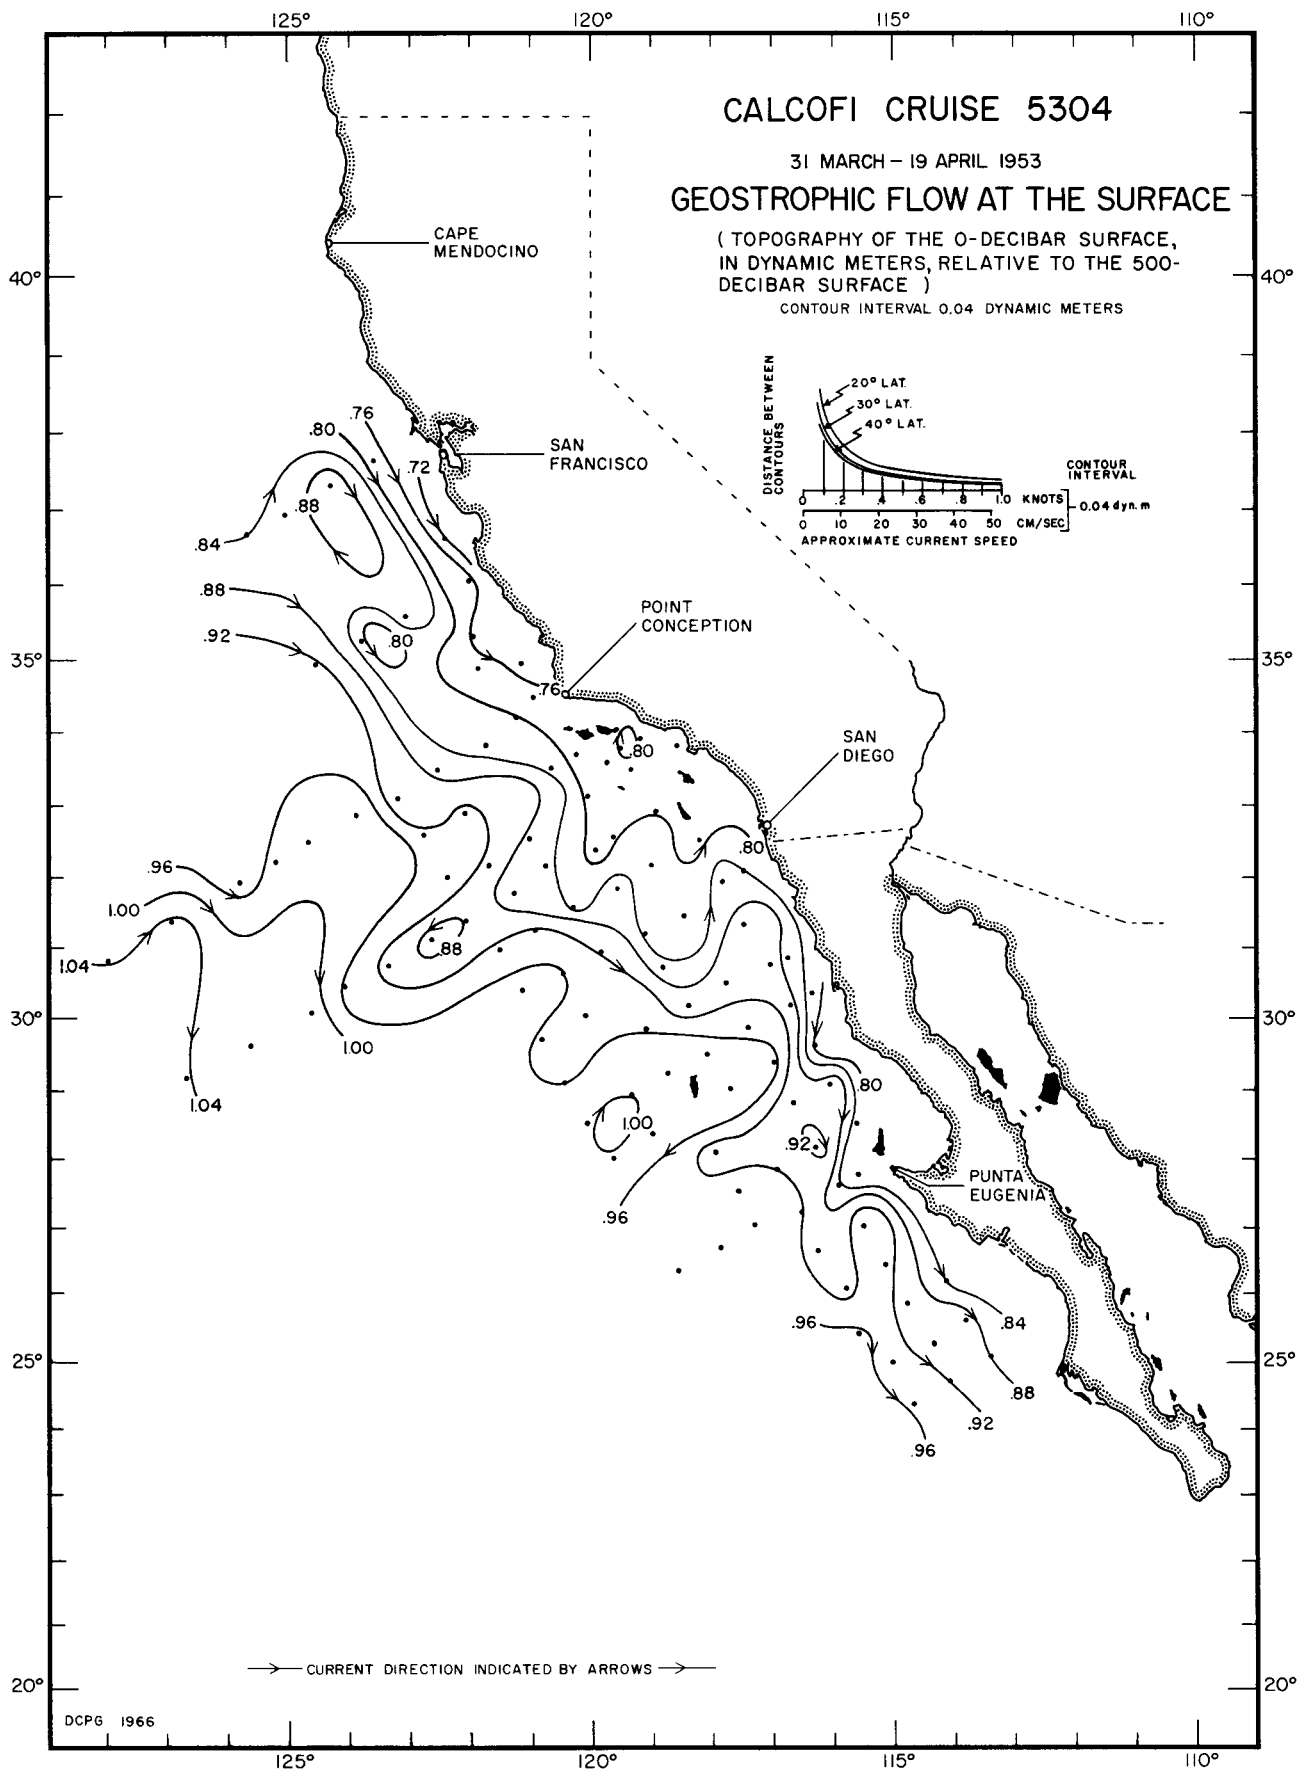 125° 120° 115° 110°
CALCOFI CRUISE 5304
31 MARCH – 19 APRIL 1953
GEOSTROPHIC FLOW AT THE SURFACE
( TOPOGRAPHY OF THE 0-DECIBAR SURFACE,
IN DYNAMIC METERS, RELATIVE TO THE 500-
DECIBAR SURFACE )
CONTOUR INTERVAL 0.04 DYNAMIC METERS
CAPE
MENDOCINO
40° 40°
DISTANCE BETWEEN
CONTOURS
20° LAT.
30° LAT.
40° LAT.
CONTOUR
INTERVAL
0 .2 .4 .6 .8 1.0 KNOTS
0.04 dyn. m
0 10 20 30 40 50 CM/SEC
APPROXIMATE CURRENT SPEED
.76
.80
SAN
FRANCISCO
.72
.88
.84
.88
POINT
CONCEPTION
.92
.80
35° 35°
.76
SAN
DIEGO
.80
.80
.96
1.00
.88
1.04
30° 30°
1.00
.80
1.04
1.00
.92
PUNTA
EUGENIA
.96
.96
.84
25° 25°
.88
.92
.96
CURRENT DIRECTION INDICATED BY ARROWS
20° 20°
DCPG 1966
125° 120° 115° 110°